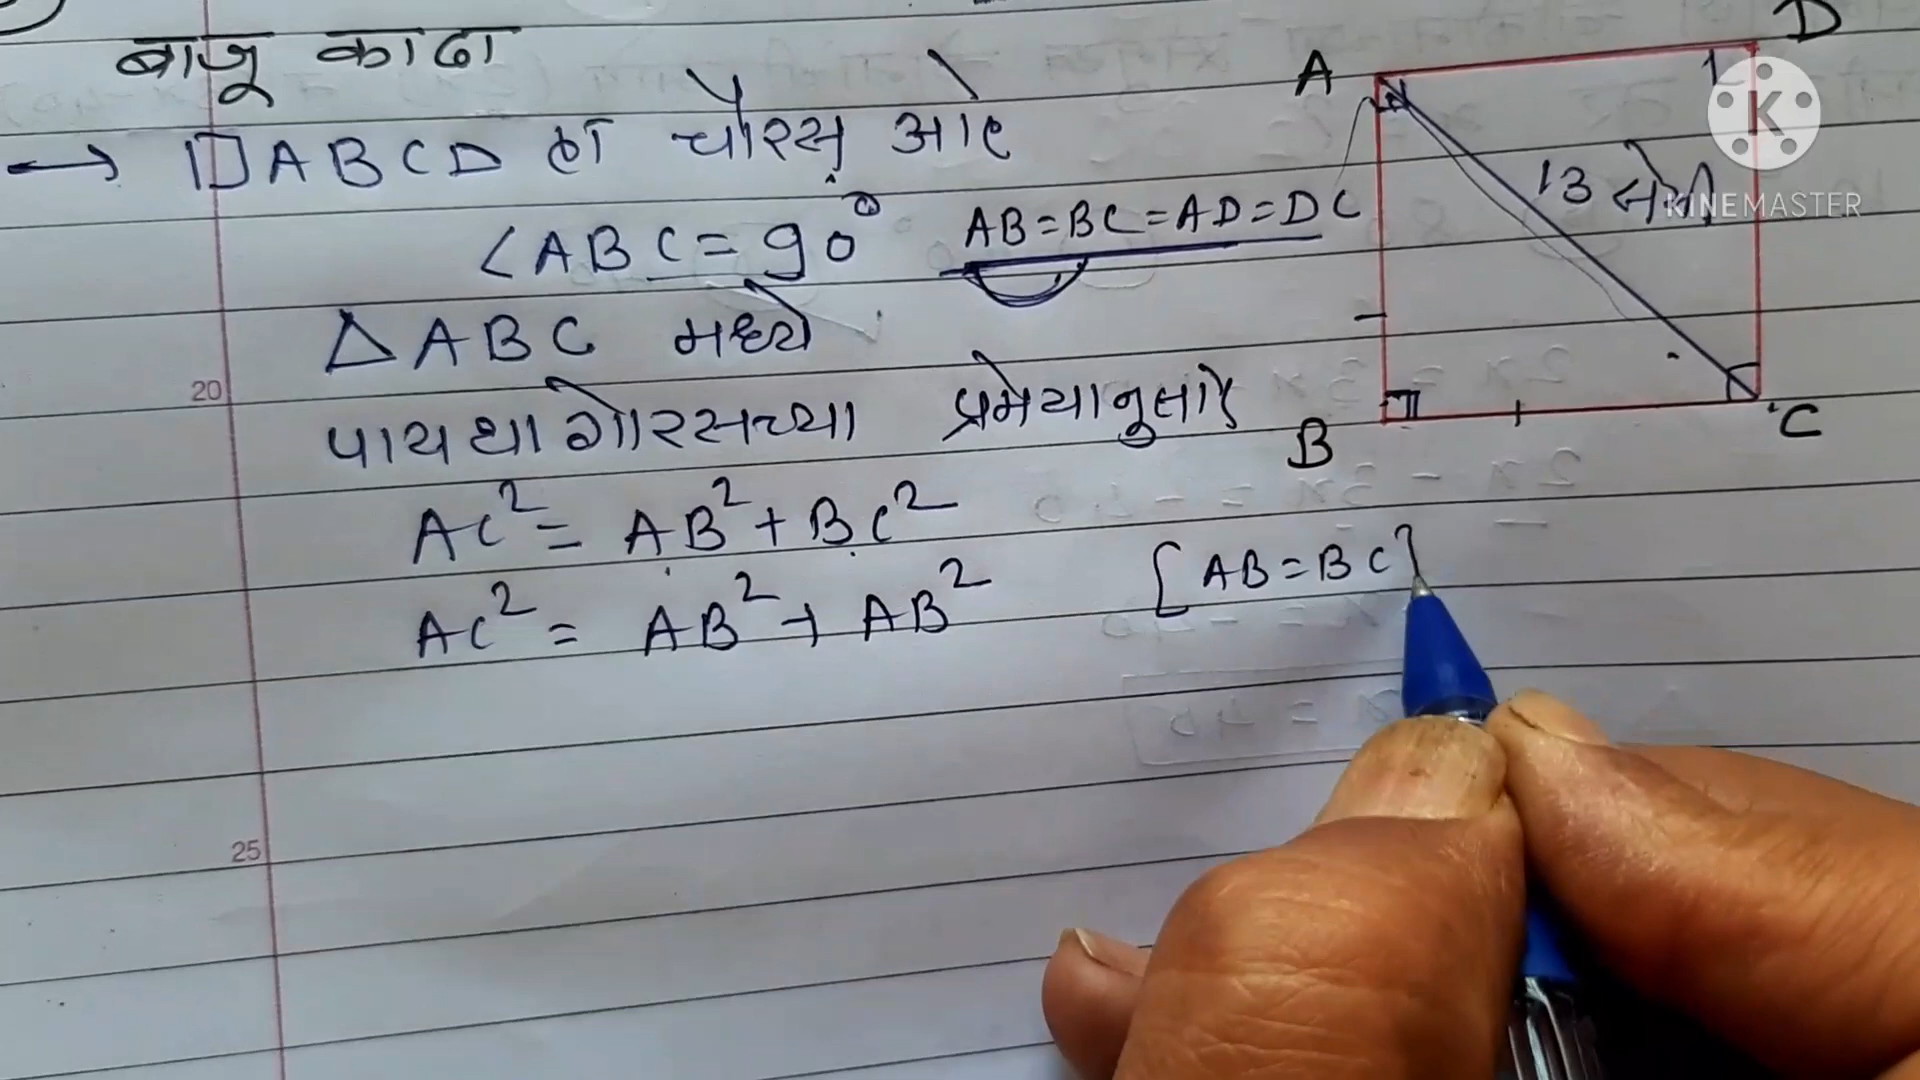 बाजू काढा
→ □ABCD हा चौरस आहे
∠ABC = 90°
AB=BC=AD=DC
△ABC मध्ये
पायथागोरसच्या प्रमेयानुसार
AC² = AB² + BC²
AC² = AB² + AB² [AB=BC]
A
D
13 सेमी
B
C
K
KINEMASTER
20
25